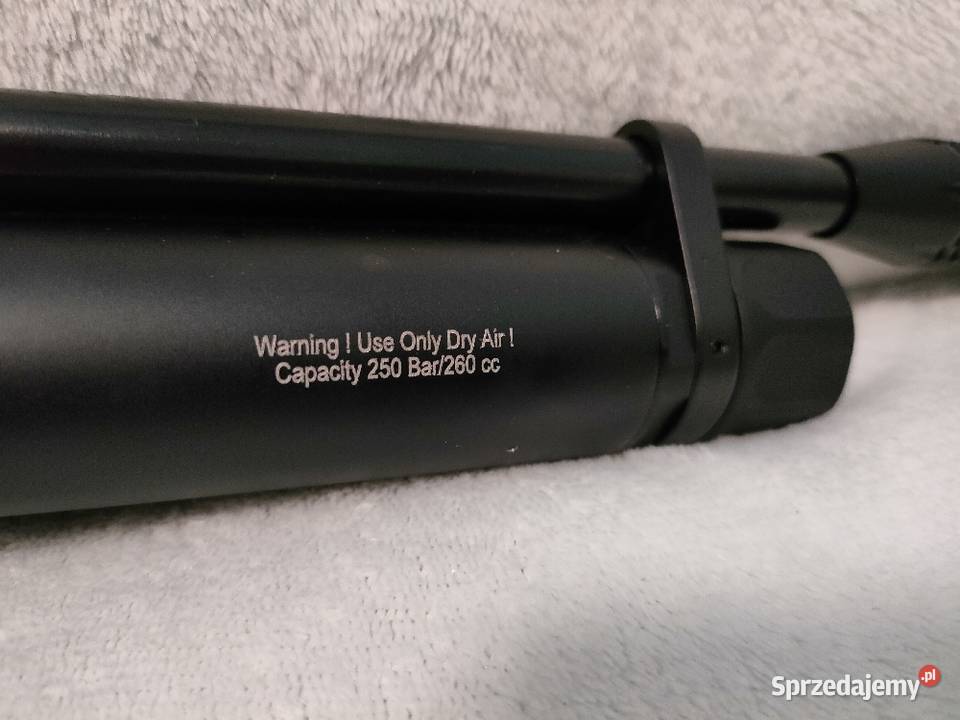 Warning ! Use Only Dry Air !
Capacity 250 Bar/260 cc
Sprzedajemy.pl